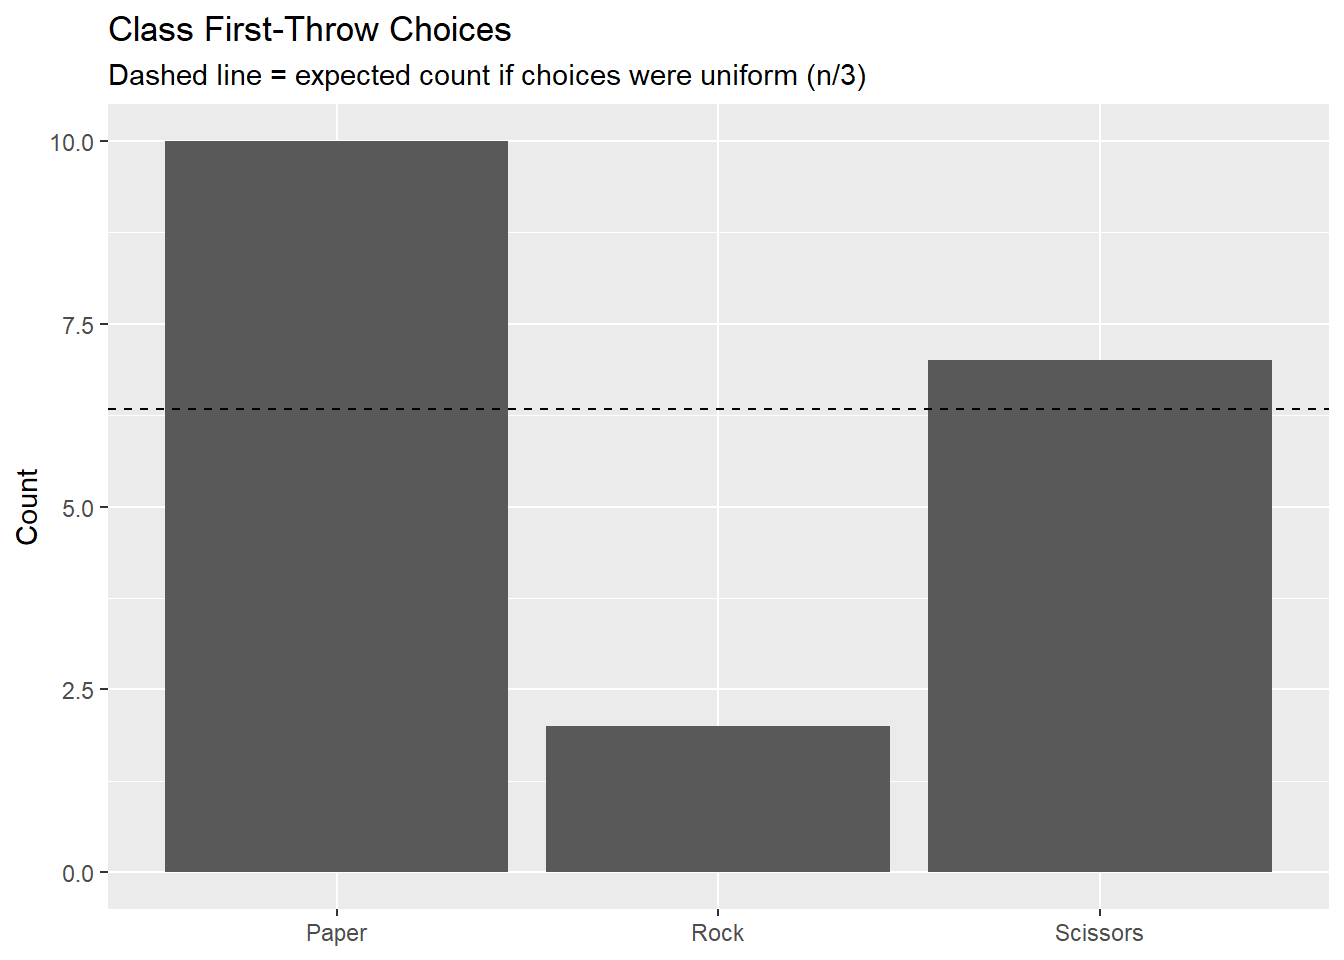 Class First-Throw Choices
Dashed line = expected count if choices were uniform (n/3)
10.0
7.5
5.0
2.5
0.0
Count
Paper
Rock
Scissors